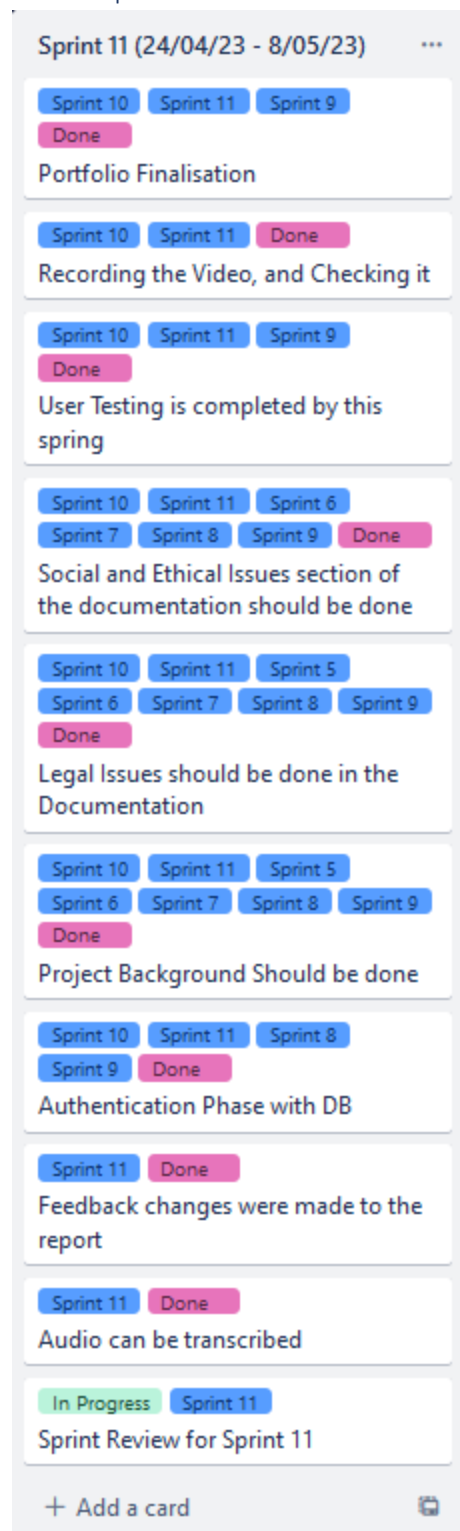 Sprint 11 (24/04/23 - 8/05/23)
Sprint 10 Sprint 11 Sprint 9
Done
Portfolio Finalisation
Sprint 10 Sprint 11 Done
Recording the Video, and Checking it
Sprint 10 Sprint 11 Sprint 9
Done
User Testing is completed by this
spring
Sprint 10 Sprint 11 Sprint 6
Sprint 7 Sprint 8 Sprint 9 Done
Social and Ethical Issues section of
the documentation should be done
Sprint 10 Sprint 11 Sprint 5
Sprint 6 Sprint 7 Sprint 8 Sprint 9
Done
Legal Issues should be done in the
Documentation
Sprint 10 Sprint 11 Sprint 5
Sprint 6 Sprint 7 Sprint 8 Sprint 9
Done
Project Background Should be done
Sprint 10 Sprint 11 Sprint 8
Sprint 9 Done
Authentication Phase with DB
Sprint 11 Done
Feedback changes were made to the
report
Sprint 11 Done
Audio can be transcribed
In Progress Sprint 11
Sprint Review for Sprint 11
+ Add a card